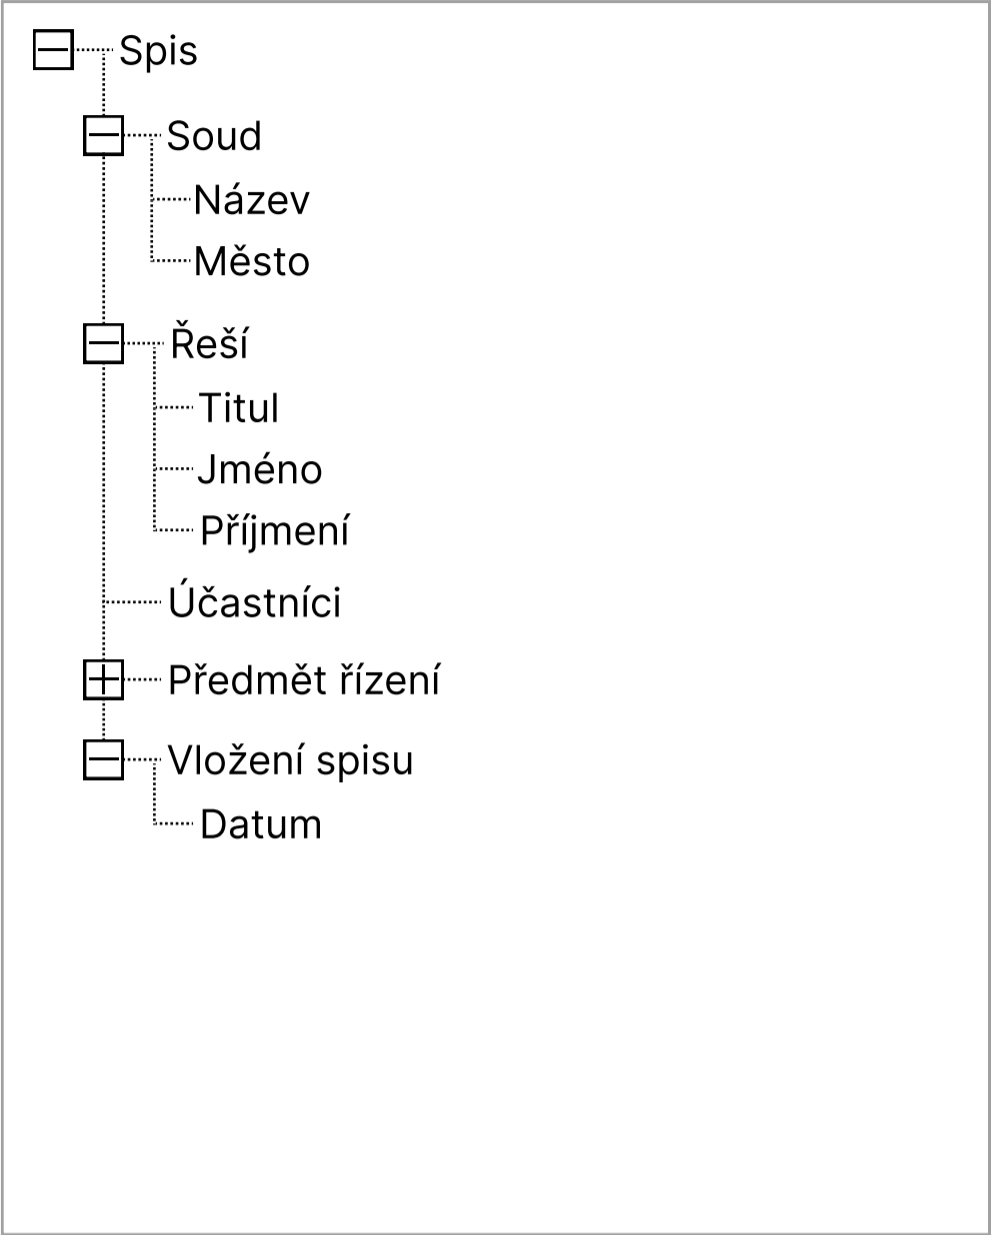 Spis
Soud
Název
Město
Řeší
Titul
Jméno
Příjmení
Účastníci
Předmět řízení
Vložení spisu
Datum